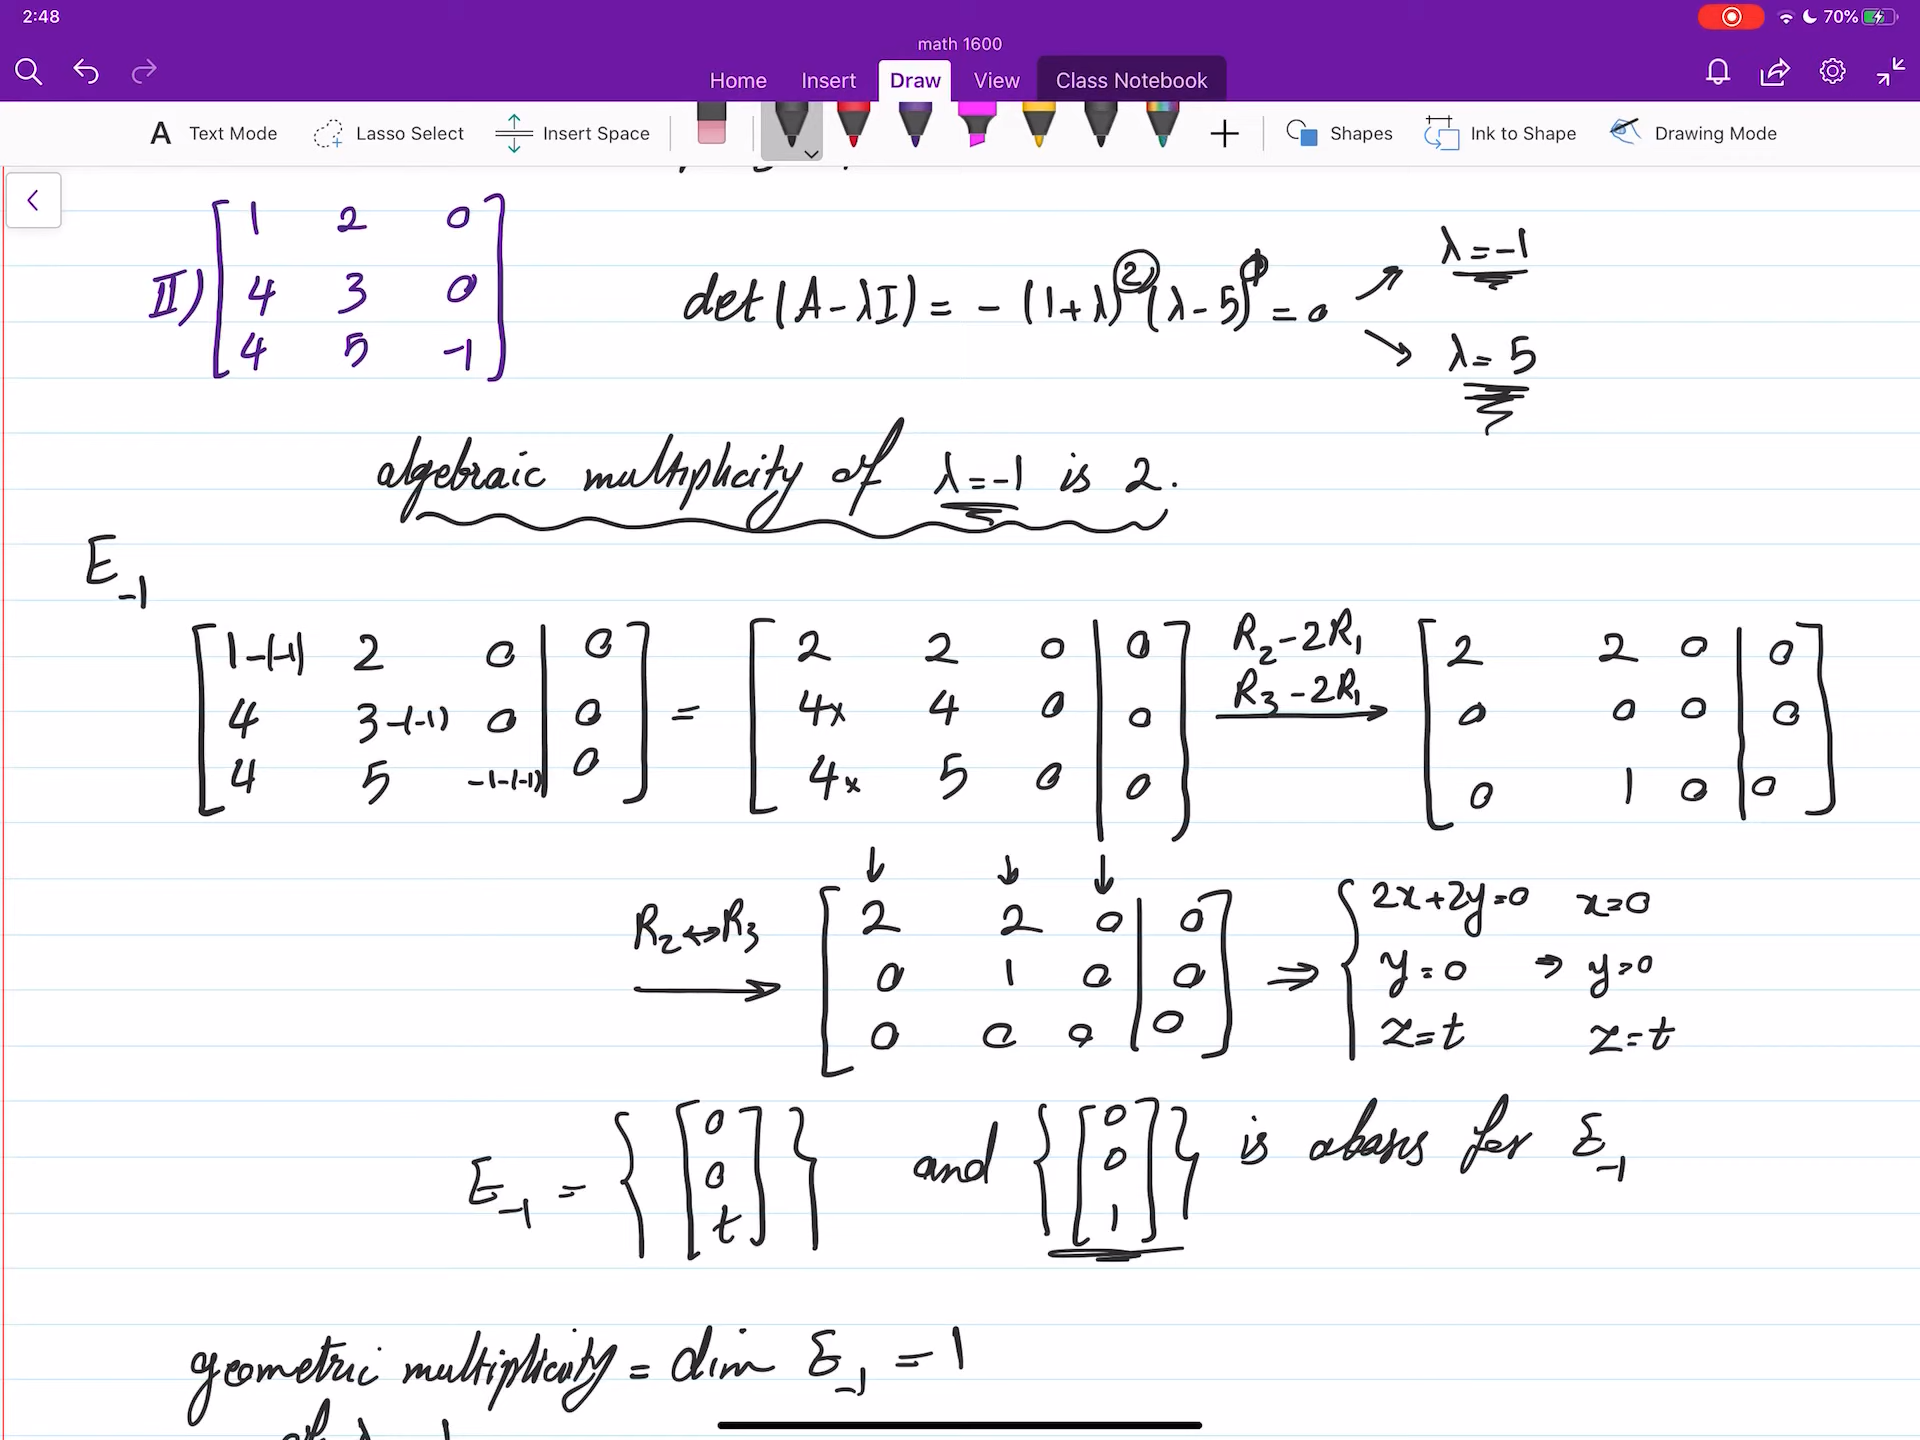 2:48
70%
math 1600
Home Insert Draw View Class Notebook
A Text Mode Lasso Select Insert Space Shapes Ink to Shape Drawing Mode
II) [1 2 0
4 3 0
4 5 -1]
det(A-λI) = -(1+λ)²(λ-5)¹ = 0
λ=-1
λ=5
algebraic multiplicity of λ=-1 is 2.
E₋₁
[1-(-1) 2 0 | 0
4 3-(-1) 0 | 0
4 5 -1-(-1) | 0]
=
[2 2 0 | 0
4x 4 0 | 0
4x 5 0 | 0]
R₂-2R₁
R₃-2R₁
[2 2 0 | 0
0 0 0 | 0
0 1 0 | 0]
R₂↔R₃
[2 2 0 | 0
0 1 0 | 0
0 0 0 | 0]
⇒ { 2x+2y=0 x=0
y=0 → y=0
z=t z=t
E₋₁ = {[0 0 t]} and {[0 0 1]} is a basis for E₋₁
geometric multiplicity = dim E₋₁ = 1